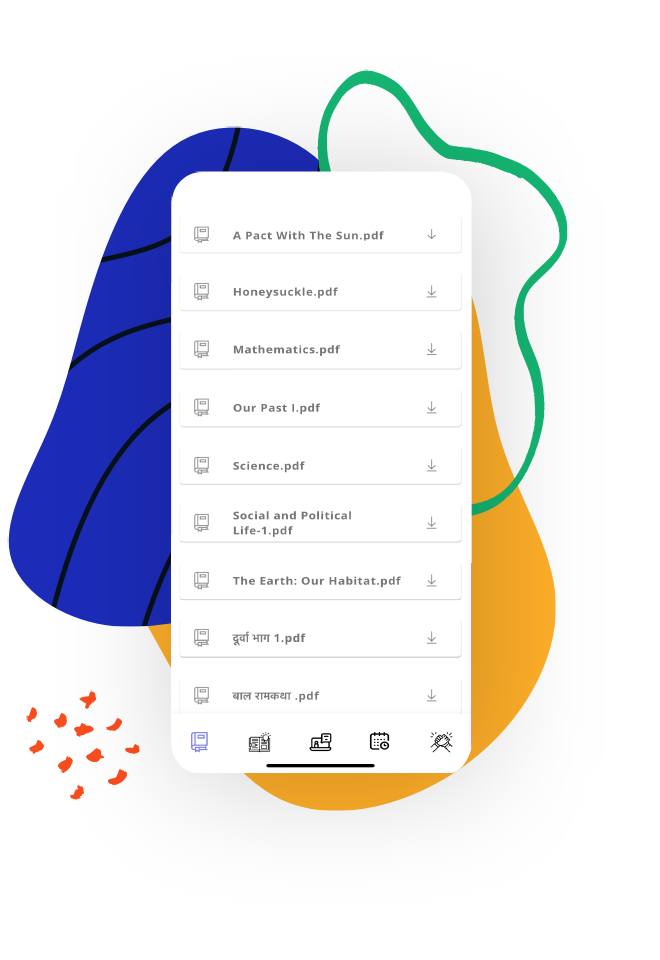 A Pact With The Sun.pdf
Honeysuckle.pdf
Mathematics.pdf
Our Past I.pdf
Science.pdf
Social and Political
Life-1.pdf
The Earth: Our Habitat.pdf
दूर्वा भाग 1.pdf
बाल रामकथा .pdf